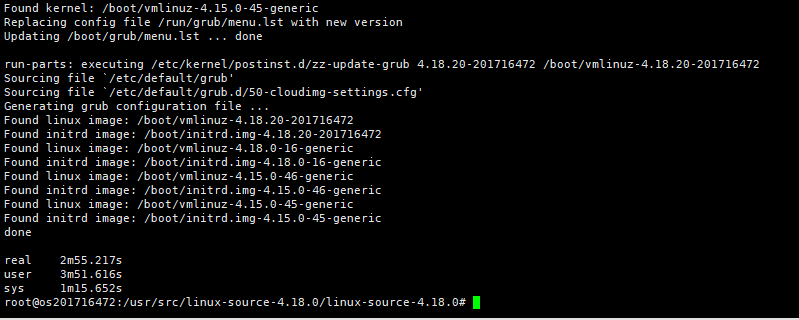 Found kernel: /boot/vmlinuz-4.15.0-45-generic
Replacing config file /run/grub/menu.lst with new version
Updating /boot/grub/menu.lst ... done

run-parts: executing /etc/kernel/postinst.d/zz-update-grub 4.18.20-201716472 /boot/vmlinuz-4.18.20-201716472
Sourcing file `/etc/default/grub'
Sourcing file `/etc/default/grub.d/50-cloudimg-settings.cfg'
Generating grub configuration file ...
Found linux image: /boot/vmlinuz-4.18.20-201716472
Found initrd image: /boot/initrd.img-4.18.20-201716472
Found linux image: /boot/vmlinuz-4.18.0-16-generic
Found initrd image: /boot/initrd.img-4.18.0-16-generic
Found linux image: /boot/vmlinuz-4.15.0-46-generic
Found initrd image: /boot/initrd.img-4.15.0-46-generic
Found linux image: /boot/vmlinuz-4.15.0-45-generic
Found initrd image: /boot/initrd.img-4.15.0-45-generic
done

real    2m55.217s
user    3m51.616s
sys     1m15.652s
root@os201716472:/usr/src/linux-source-4.18.0/linux-source-4.18.0#